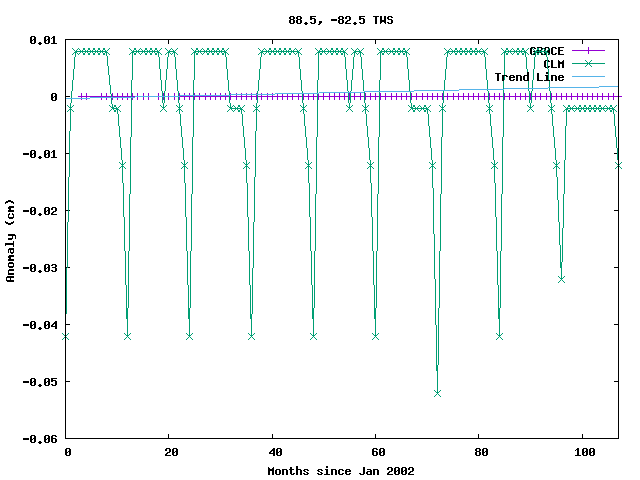 88.5, -82.5 TWS
GRACE
CLM
Trend Line
0.01
0
-0.01
-0.02
-0.03
-0.04
-0.05
-0.06
Anomaly (cm)
0 20 40 60 80 100
Months since Jan 2002